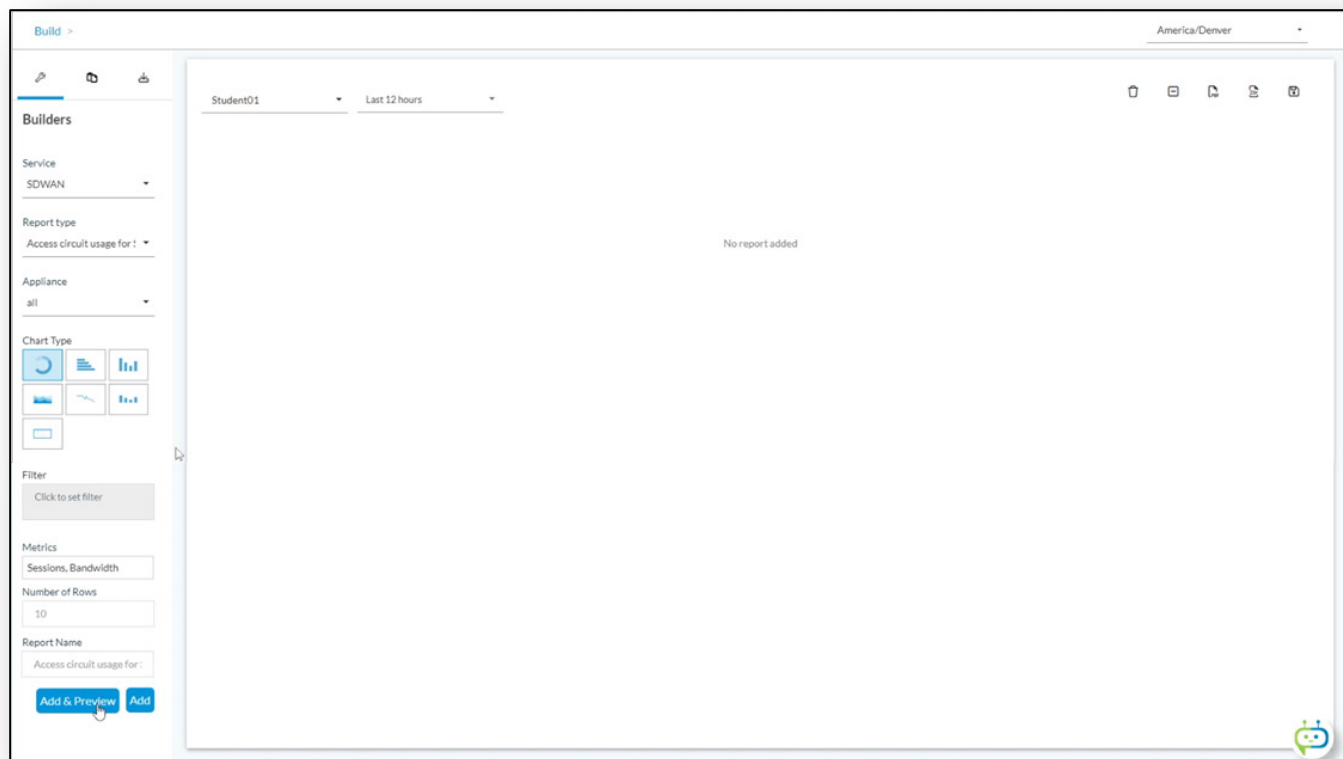 Build >
America/Denver
Student01
Last 12 hours
Builders
Service
SDWAN
Report type
Access circuit usage for :
Appliance
all
No report added
Chart Type
Filter
Click to set filter
Metrics
Sessions, Bandwidth
Number of Rows
10
Report Name
Access circuit usage for :
Add & Preview
Add